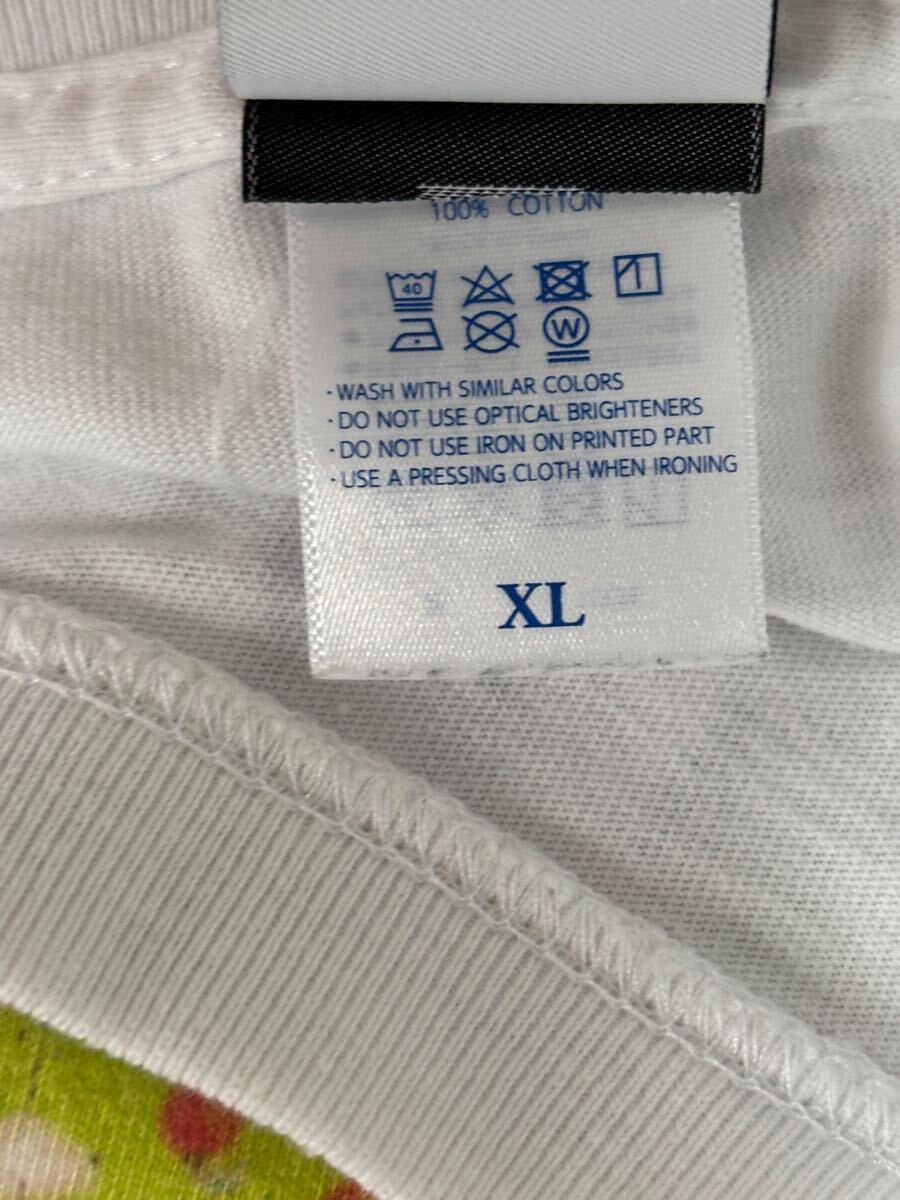 100% COTTON
40
W
·WASH WITH SIMILAR COLORS
·DO NOT USE OPTICAL BRIGHTENERS
·DO NOT USE IRON ON PRINTED PART
·USE A PRESSING CLOTH WHEN IRONING
XL